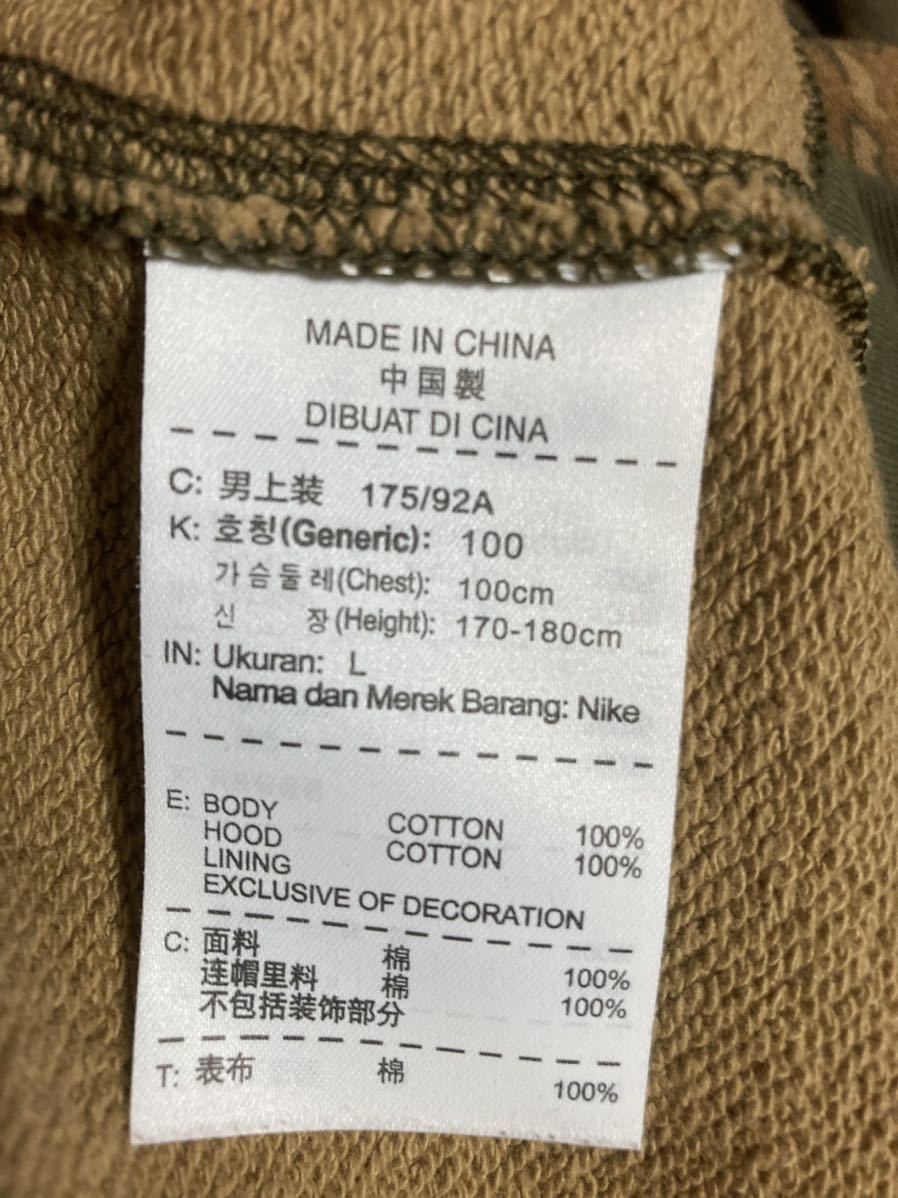 MADE IN CHINA
中国製
DIBUAT DI CINA
C: 男上装 175/92A
K: 호칭(Generic): 100
가슴둘레(Chest): 100cm
신 장(Height): 170-180cm
IN: Ukuran: L
Nama dan Merek Barang: Nike
E: BODY COTTON 100%
HOOD COTTON 100%
LINING
EXCLUSIVE OF DECORATION
C: 面料 棉 100%
连帽里料 棉 100%
不包括装饰部分
T: 表布 棉 100%